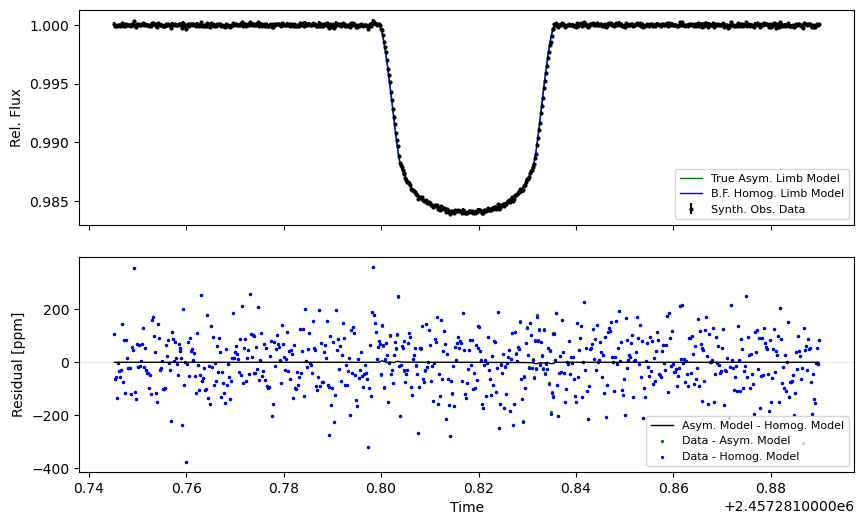 1.000
0.995
0.990
0.985
Rel. Flux
True Asym. Limb Model
B.F. Homog. Limb Model
Synth. Obs. Data
200
0
−200
−400
Residual [ppm]
Asym. Model - Homog. Model
Data - Asym. Model
Data - Homog. Model
0.74 0.76 0.78 0.80 0.82 0.84 0.86 0.88
Time
+2.4572810000e6